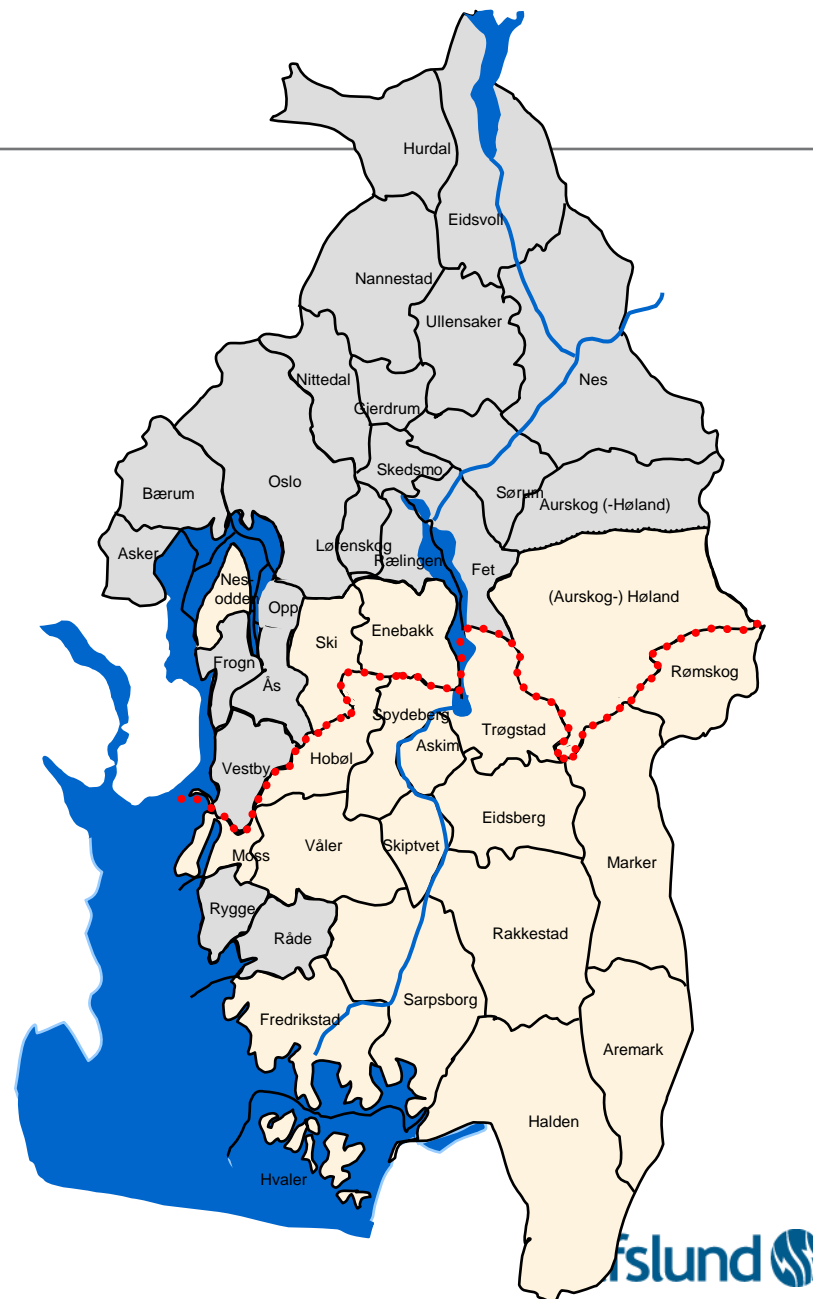 Hurdal
Eidsvoll
Nannestad
Ullensaker
Nittedal
Nes
Gjerdrum
Skedsmo
Oslo
Bærum
Sørum
Aurskog (-Høland)
Lørenskog
Asker
Rælingen
Fet
Nes-
odden
(Aurskog-) Høland
Opp
Enebakk
Ski
Frogn
Rømskog
Ås
Spydeberg
Trøgstad
Askim
Hobøl
Vestby
Eidsberg
Våler
Skiptvet
Moss
Marker
Rygge
Rakkestad
Råde
Sarpsborg
Fredrikstad
Aremark
Halden
Hvaler
fslund